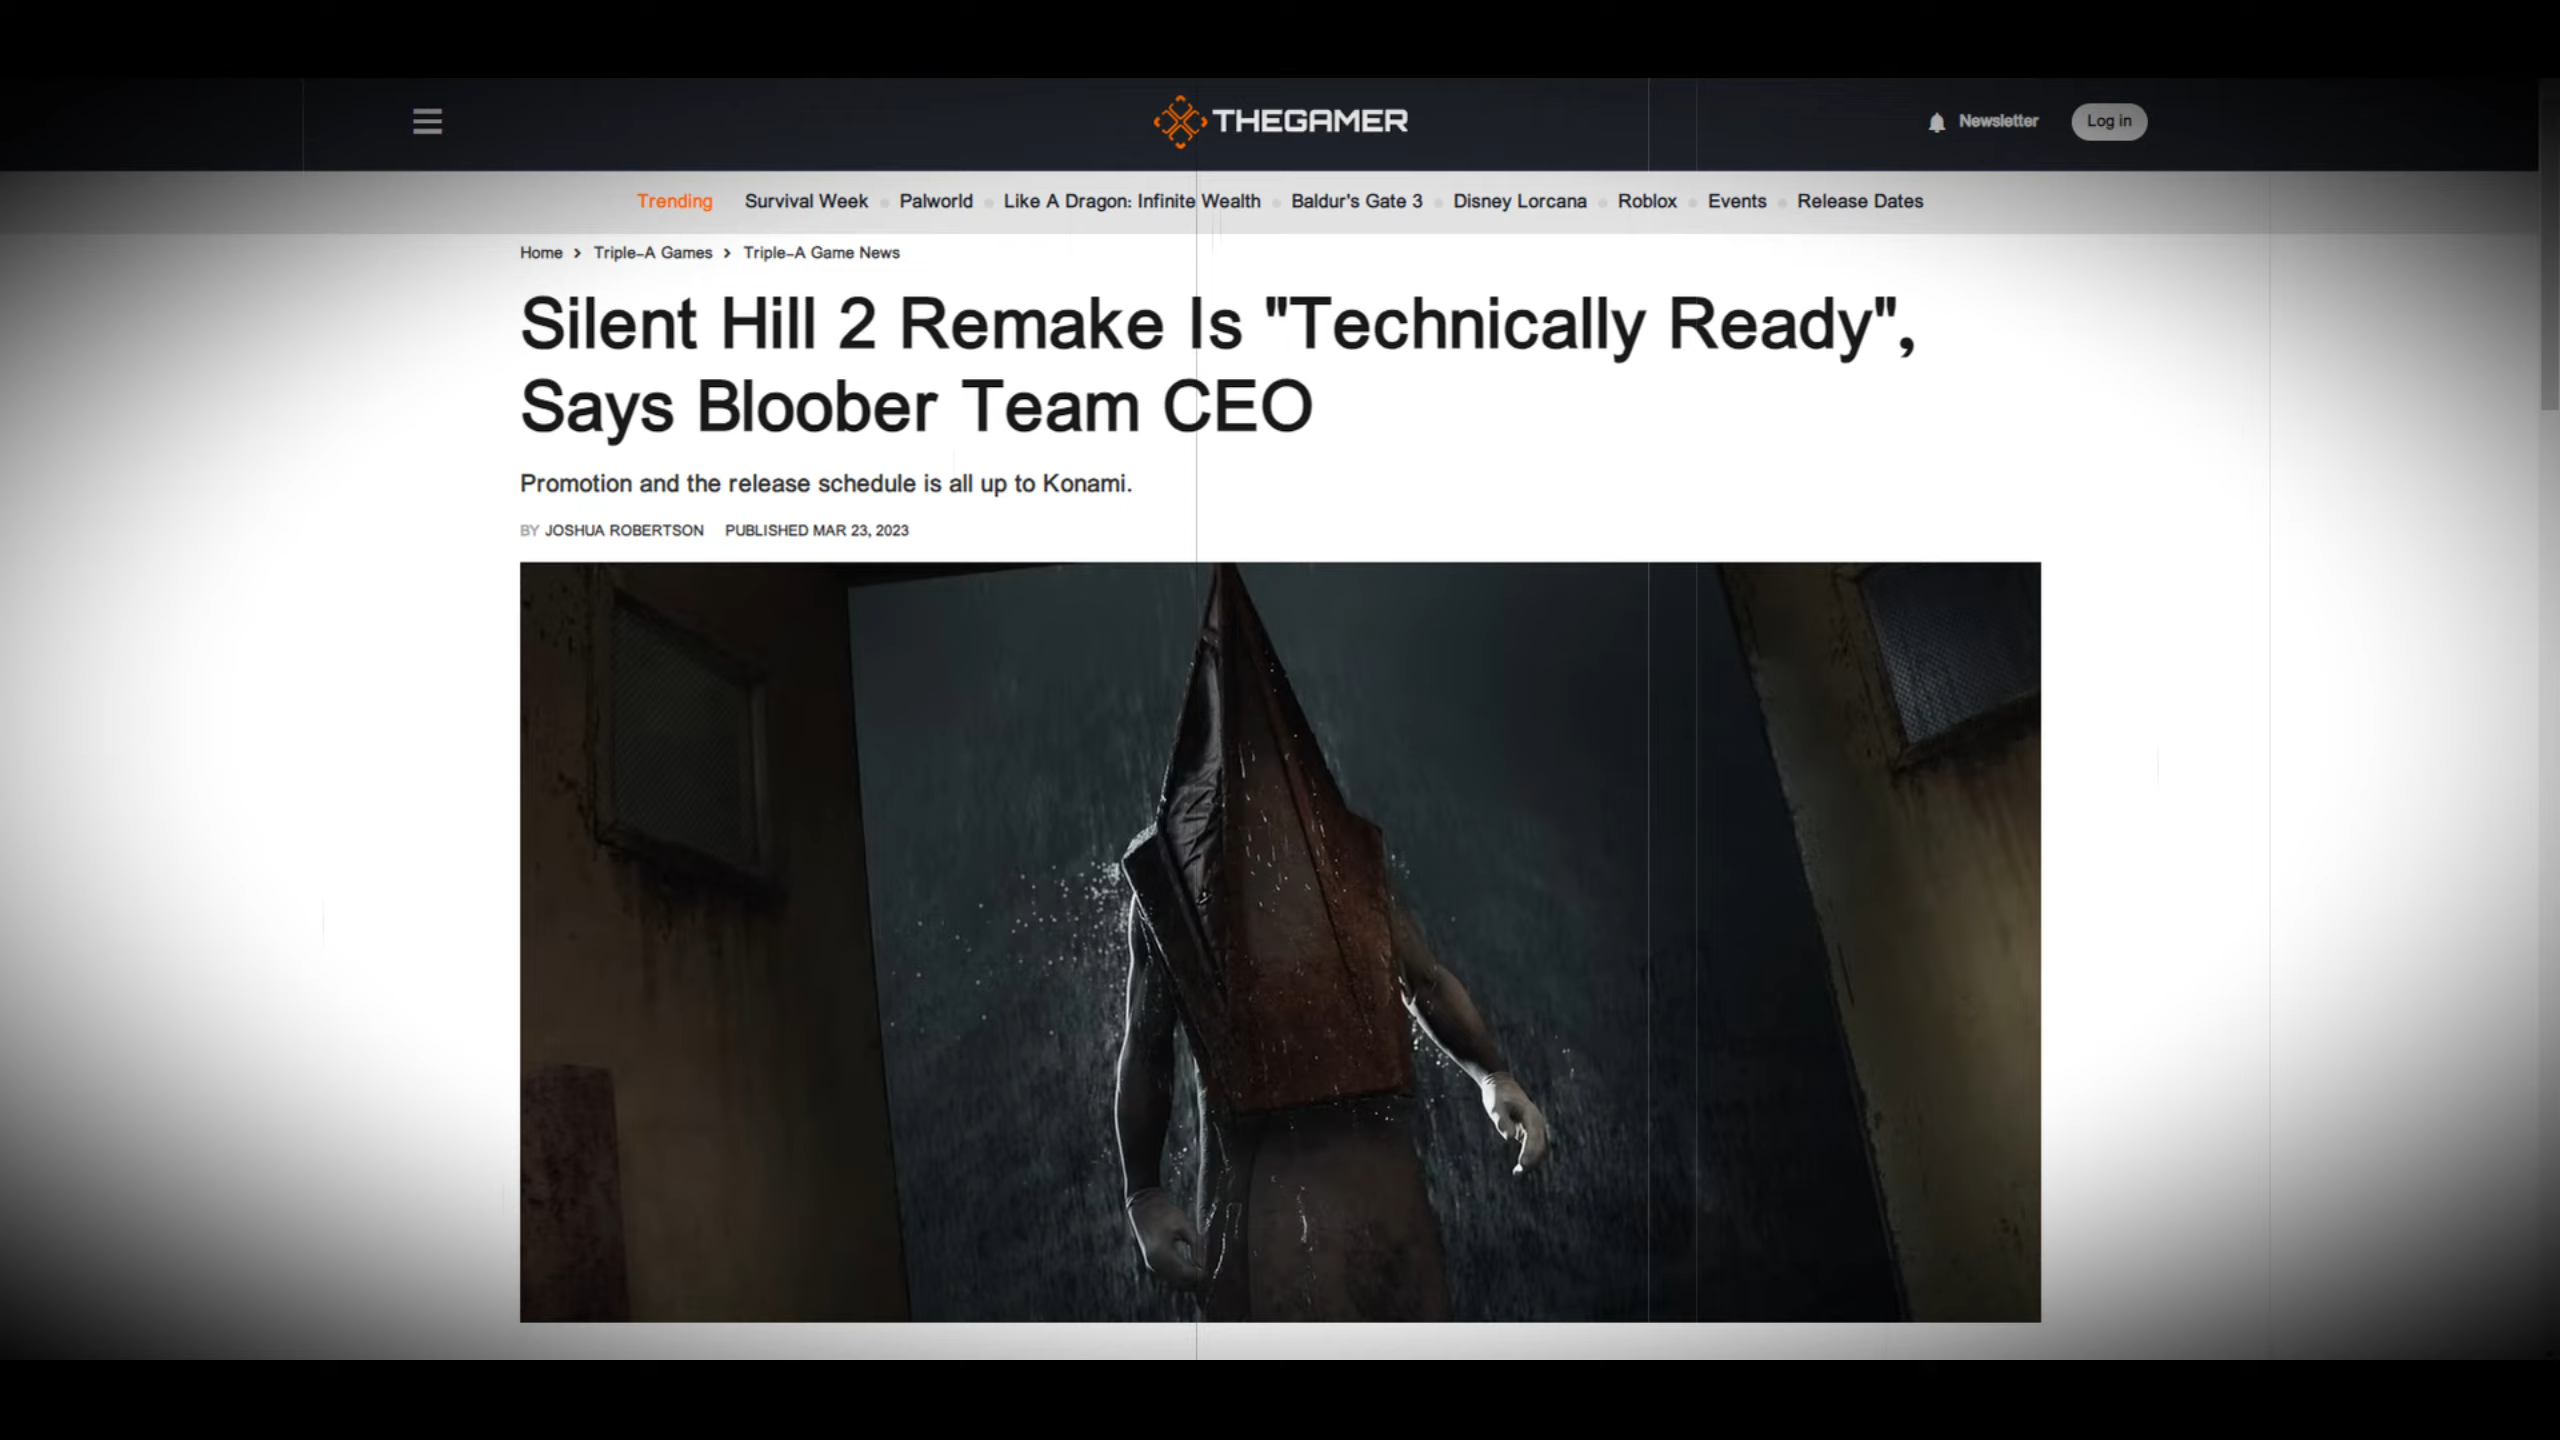 THEGAMER
Newsletter
Log in
Trending Survival Week Palworld Like A Dragon: Infinite Wealth Baldur's Gate 3 Disney Lorcana Roblox Events Release Dates
Home > Triple-A Games > Triple-A Game News
Silent Hill 2 Remake Is "Technically Ready",
Says Bloober Team CEO
Promotion and the release schedule is all up to Konami.
BY JOSHUA ROBERTSON PUBLISHED MAR 23, 2023